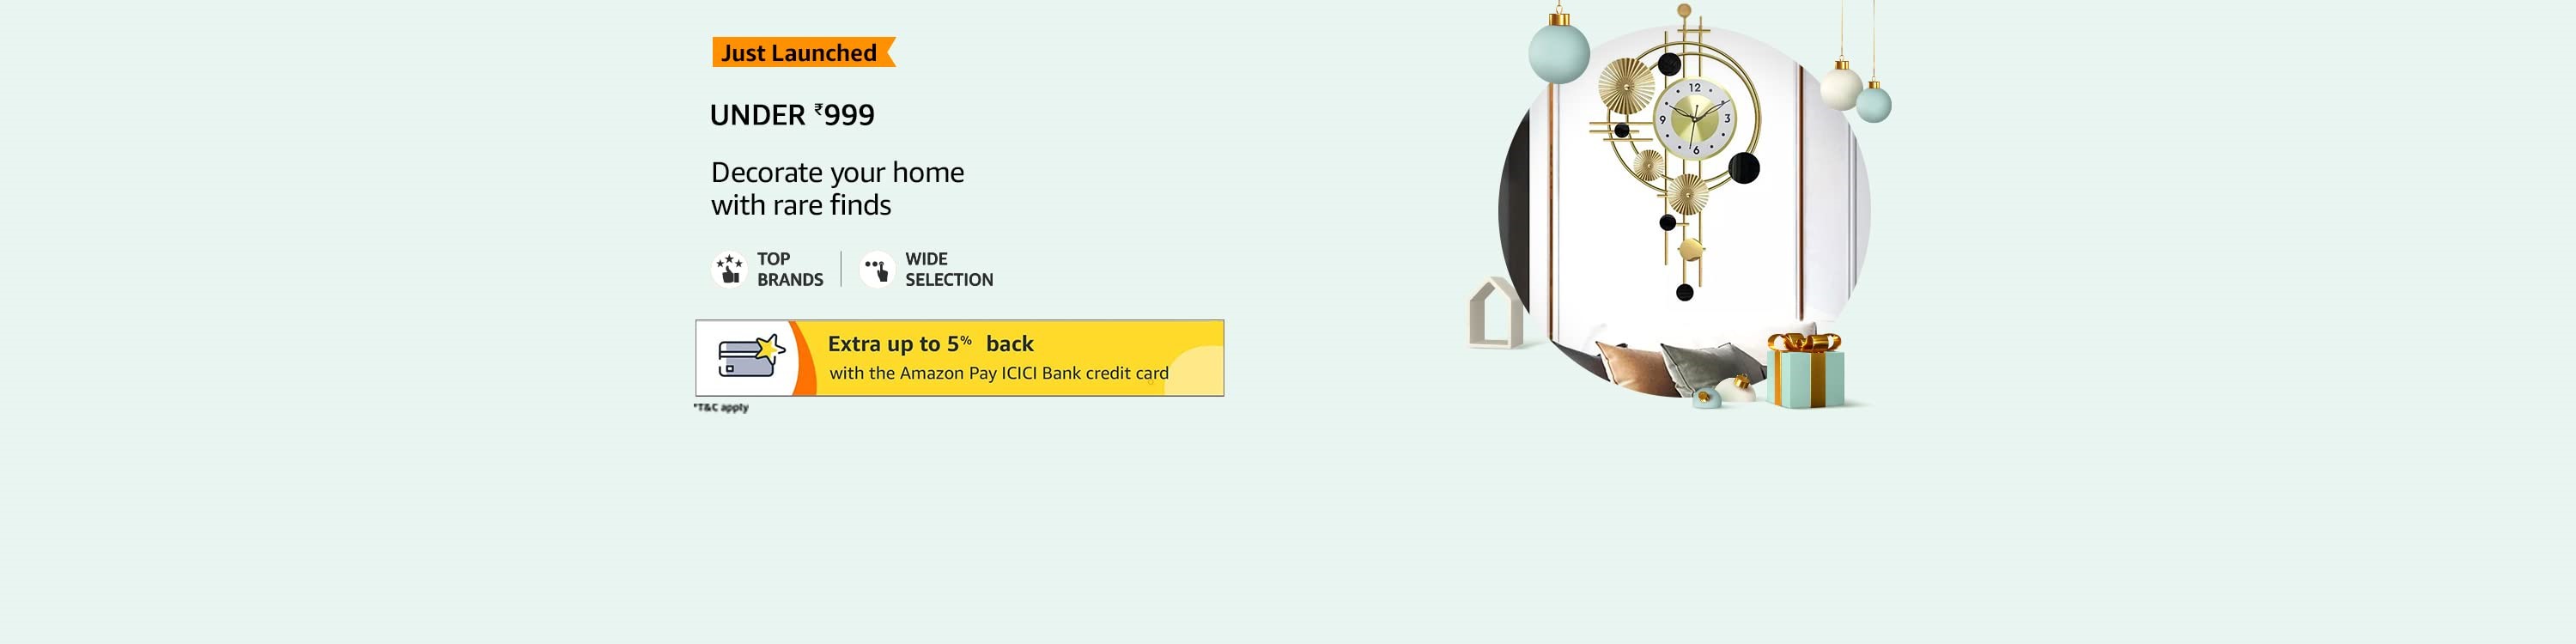 Just Launched
UNDER ₹999
Decorate your home
with rare finds
TOP
BRANDS
WIDE
SELECTION
Extra up to 5% back
with the Amazon Pay ICICI Bank credit card
*T&C apply
12
9
3
6